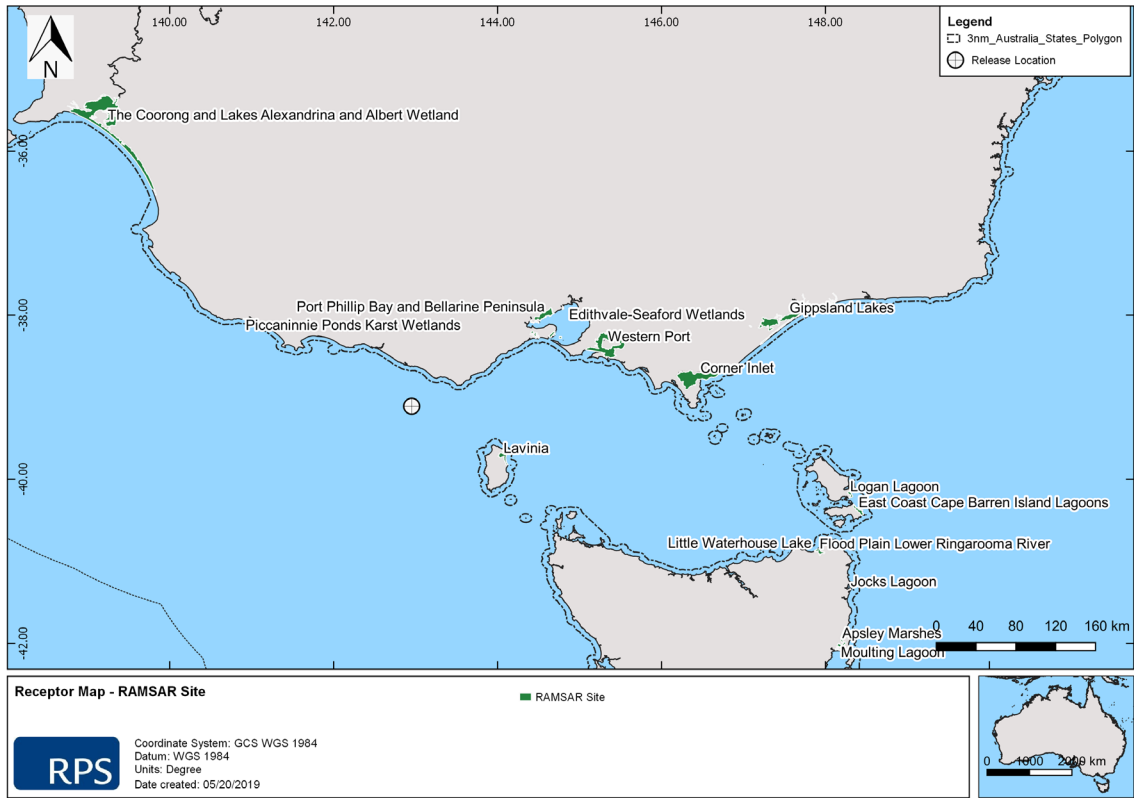 140.00
142.00
144.00
146.00
148.00
Legend
3nm_Australia_States_Polygon
Release Location
N
The Coorong and Lakes Alexandrina and Albert Wetland
-36.00
Port Phillip Bay and Bellarine Peninsula
Edithvale-Seaford Wetlands
Gippsland Lakes
-38.00
Piccaninnie Ponds Karst Wetlands
Western Port
Corner Inlet
Lavinia
-40.00
Logan Lagoon
East Coast Cape Barren Island Lagoons
Little Waterhouse Lake
Flood Plain Lower Ringarooma River
Jocks Lagoon
0 40 80 120 160 km
Apsley Marshes
-42.00
Moulting Lagoon
Receptor Map - RAMSAR Site
RAMSAR Site
RPS
Coordinate System: GCS WGS 1984
Datum: WGS 1984
Units: Degree
Date created: 05/20/2019
0 1000 2000 km